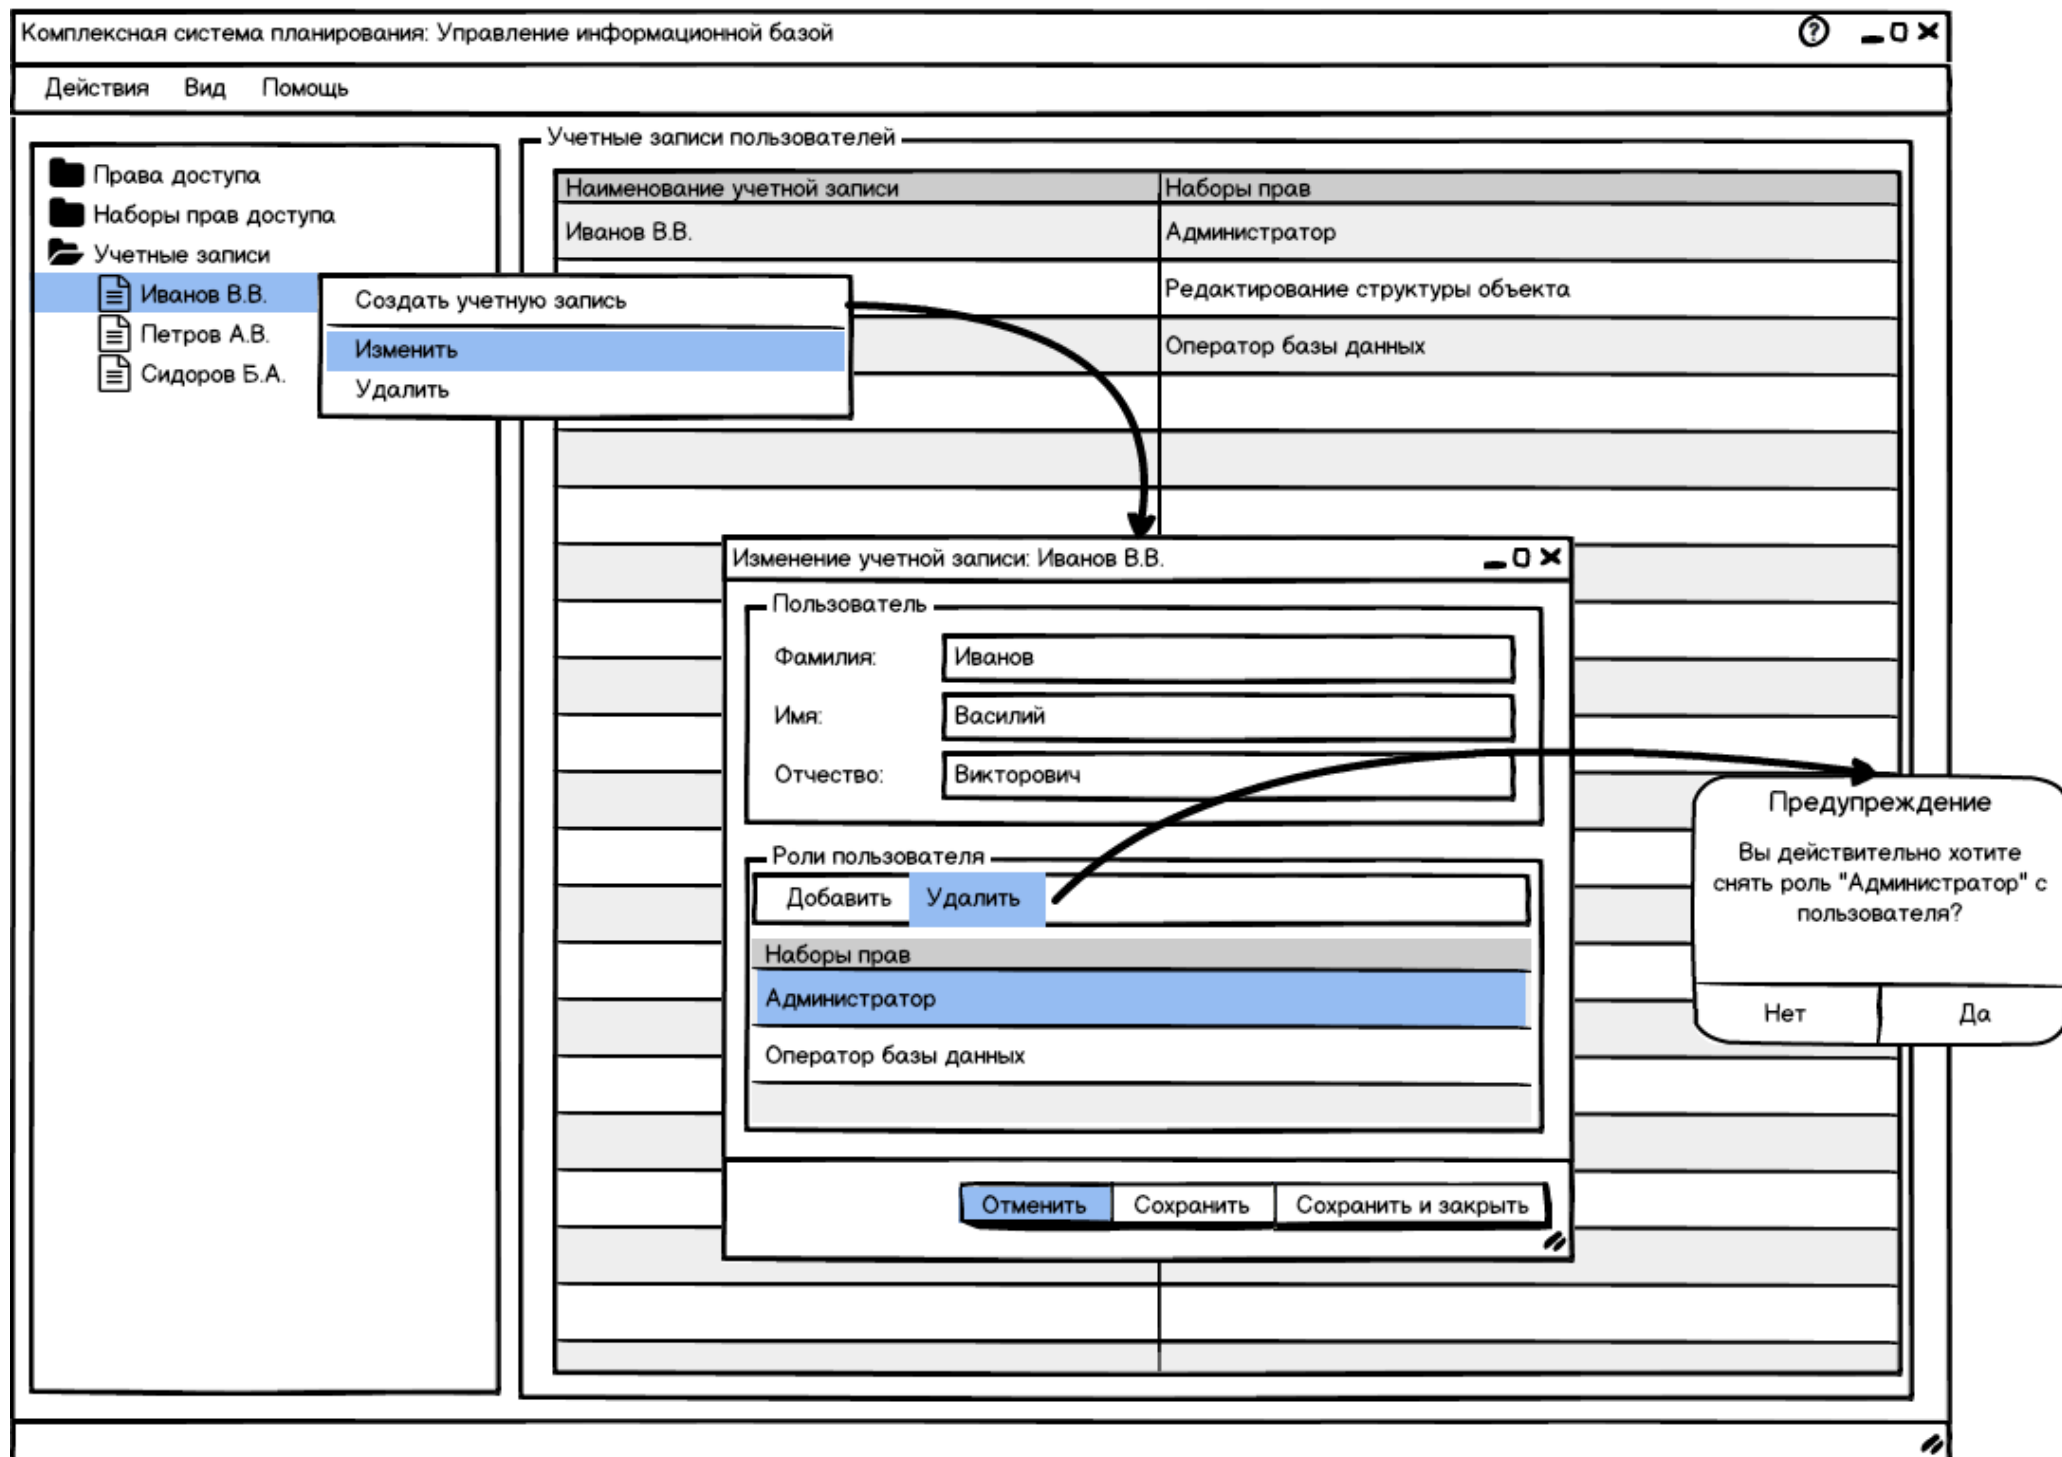 Комплексная система планирования: Управление информационной базой
Действия Вид Помощь
Права доступа
Наборы прав доступа
Учетные записи
Иванов В.В.
Петров А.В.
Сидоров Б.А.
Создать учетную запись
Изменить
Удалить
Учетные записи пользователей
Наименование учетной записи Наборы прав
Иванов В.В. Администратор
Редактирование структуры объекта
Оператор базы данных
Изменение учетной записи: Иванов В.В.
Пользователь
Фамилия: Иванов
Имя: Василий
Отчество: Викторович
Роли пользователя
Добавить Удалить
Наборы прав
Администратор
Оператор базы данных
Отменить Сохранить Сохранить и закрыть
Предупреждение
Вы действительно хотите
снять роль "Администратор" с
пользователя?
Нет Да